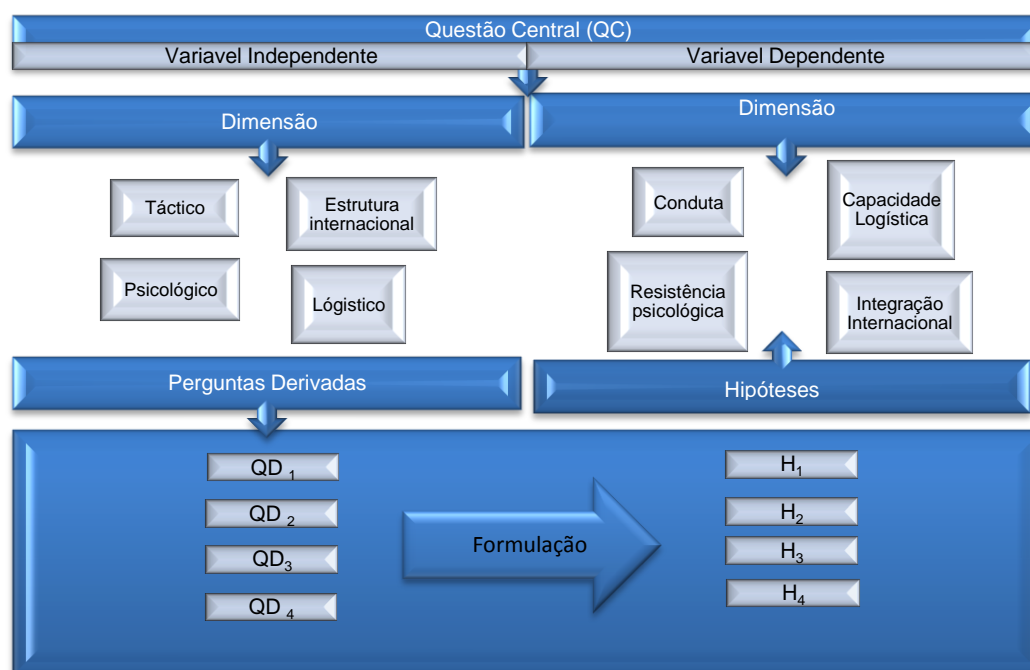 Questão Central (QC)
Variavel Independente
Variavel Dependente
Dimensão
Dimensão
Táctico
Estrutura
internacional
Psicológico
Lógistico
Conduta
Capacidade
Logística
Resistência
psicológica
Integração
Internacional
Perguntas Derivadas
Hipóteses
QD 1
QD 2
QD3
QD 4
Formulação
H1
H2
H3
H4